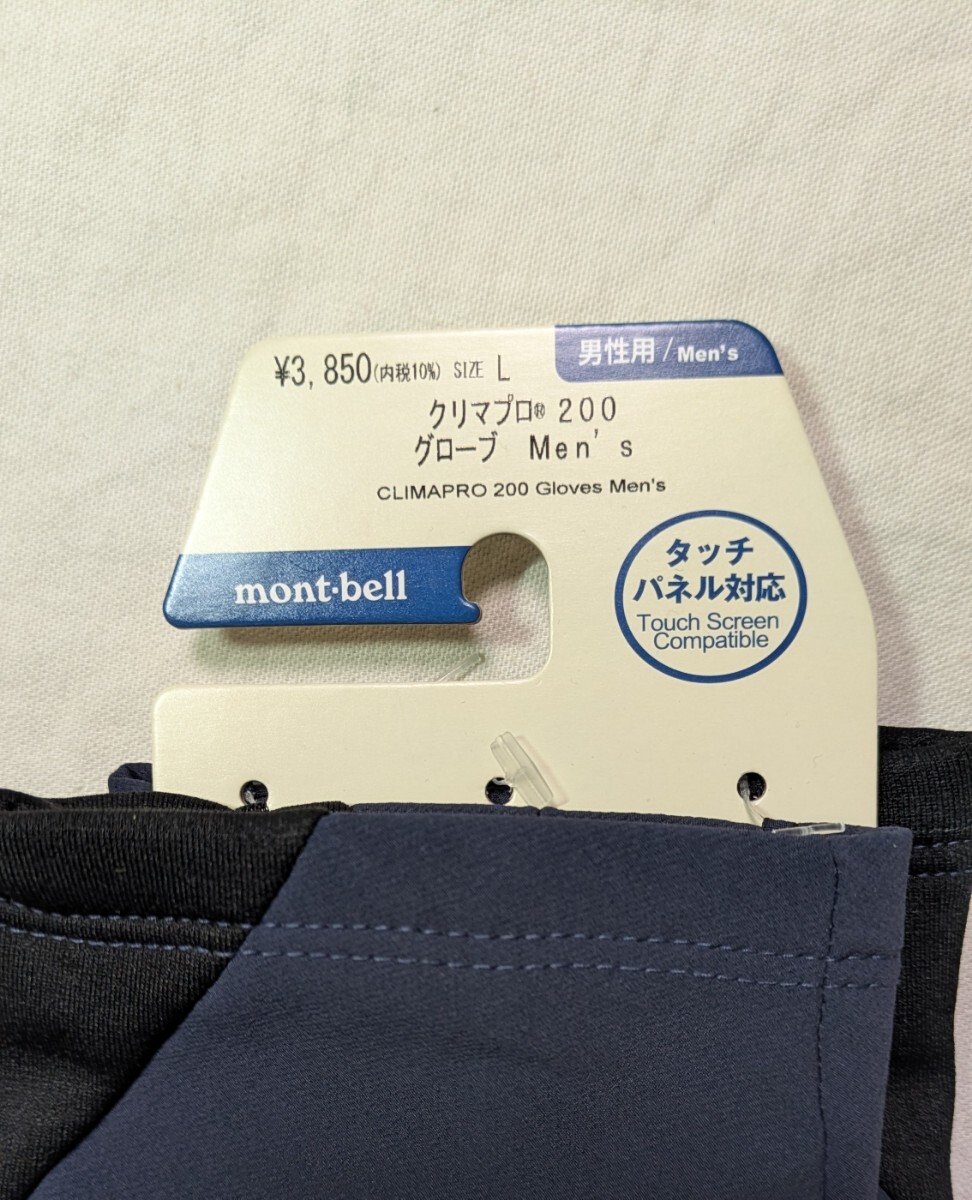 ¥3,850(内税10%) SIZE L
男性用/Men's
クリマプロ® 200
グローブ Men's
CLIMAPRO 200 Gloves Men's
mont·bell
タッチ
パネル対応
Touch Screen
Compatible